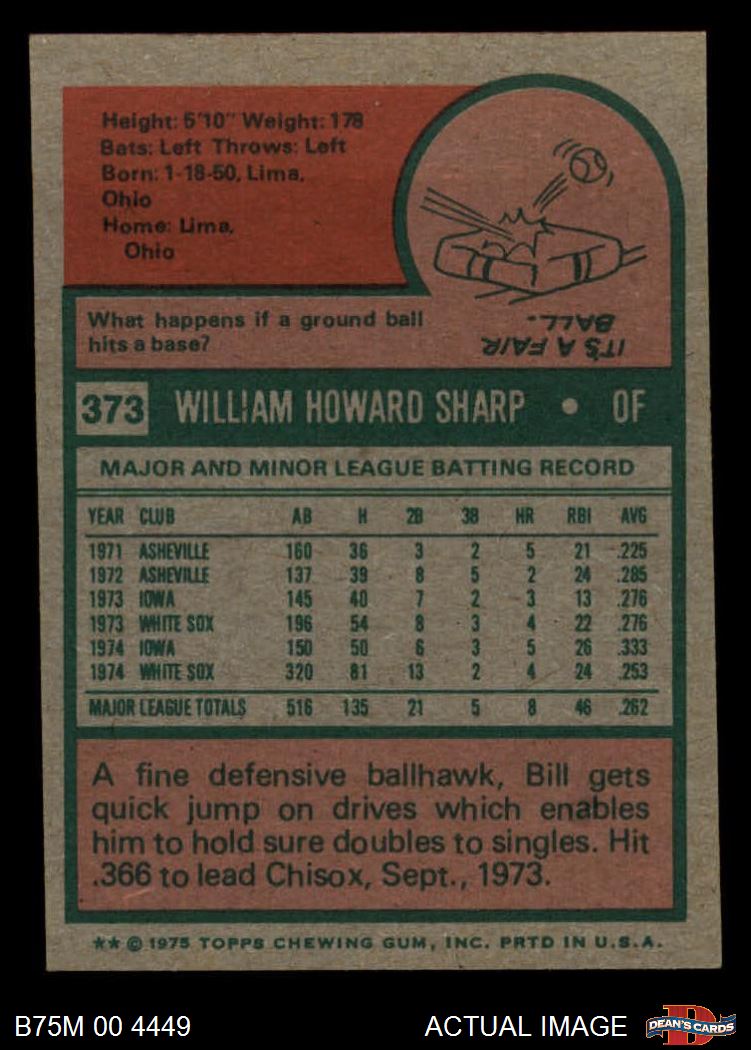 Height: 5'10" Weight: 178
Bats: Left Throws: Left
Born: 1-18-50, Lima,
Ohio
Home: Lima,
Ohio
What happens if a ground ball
hits a base?
IT'S A FAIR
BALL.
373 WILLIAM HOWARD SHARP • OF
MAJOR AND MINOR LEAGUE BATTING RECORD
YEAR CLUB AB H 2B 3B HR RBI AVG
1971 ASHEVILLE 160 36 3 2 5 21 .225
1972 ASHEVILLE 137 39 8 5 2 24 .285
1973 IOWA 145 40 7 2 3 13 .276
1973 WHITE SOX 196 54 8 3 4 22 .276
1974 IOWA 150 50 6 3 5 26 .333
1974 WHITE SOX 320 81 13 2 4 24 .253
MAJOR LEAGUE TOTALS 516 135 21 5 8 46 .262
A fine defensive ballhawk, Bill gets
quick jump on drives which enables
him to hold sure doubles to singles. Hit
.366 to lead Chisox, Sept., 1973.
** © 1975 TOPPS CHEWING GUM, INC. PRTD IN U.S.A.
B75M 00 4449 ACTUAL IMAGE D DEAN'S CARDS